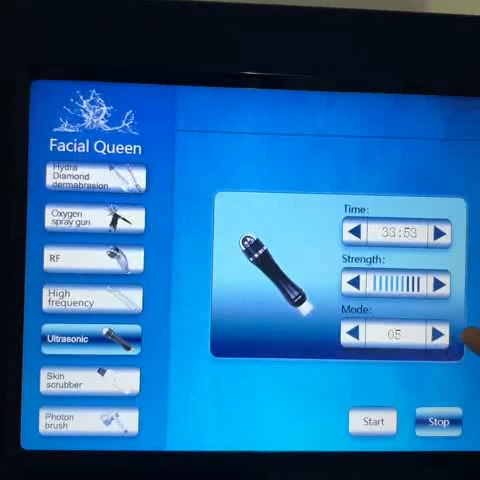 Facial Queen
Hydra
Diamond
dermabrasion
Oxygen
spray gun
RF
High
frequency
Ultrasonic
Skin
scrubber
Photon
brush
Time:
33:53
Strength:
Mode:
05
Start
Stop